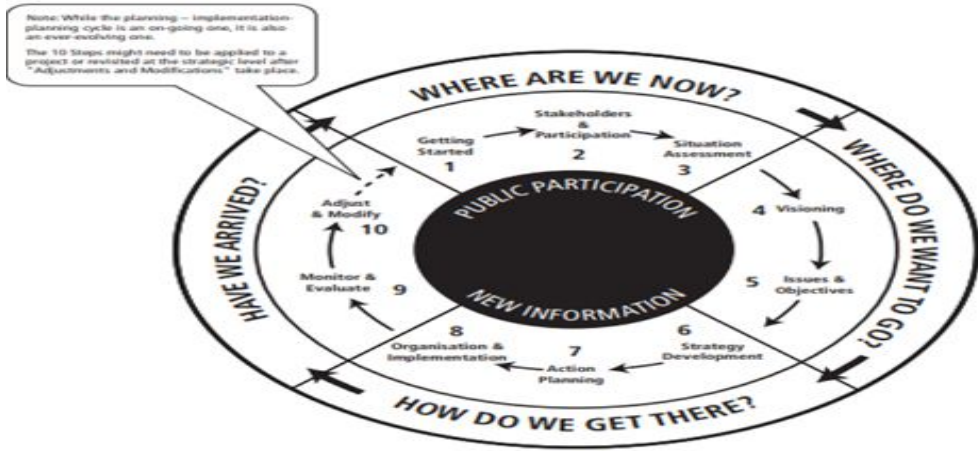 Note: While the planning – implementation-
planning cycle is an on-going one, it is also
an ever-evolving one.
The 10 Steps might need to be applied to a
project or revisited at the strategic level after
"Adjustments and Modifications" take place.
WHERE ARE WE NOW?
Getting
Started
1
Stakeholders
&
Participation
2
Situation
Assessment
3
WHERE DO WE WANT TO GO?
4 Visioning
5 Issues &
Objectives
HOW DO WE GET THERE?
6
Strategy
Development
7
Action
Planning
8
Organisation &
Implementation
HAVE WE ARRIVED?
Monitor &
Evaluate 9
Adjust
& Modify
10
PUBLIC PARTICIPATION
NEW INFORMATION